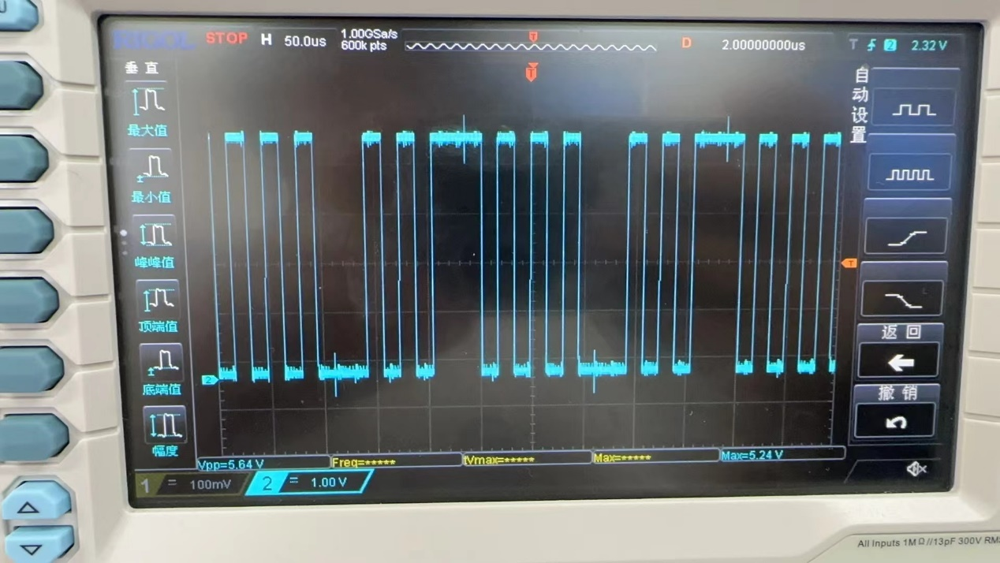 RIGOL STOP H 50.0us 1.00GSa/s D 2.00000000us T 2 2.32 V
600k pts
T
T
垂直
最大值
最小值
峰峰值
顶端值
底端值
幅度
自动设置
T
返回
撤销
2
Vpp=5.64 V Freq=***** tVmax=***** Max=***** Max=5.24 V
1 = 100mV 2 = 1.00 V
All Inputs 1MΩ//13pF 300V